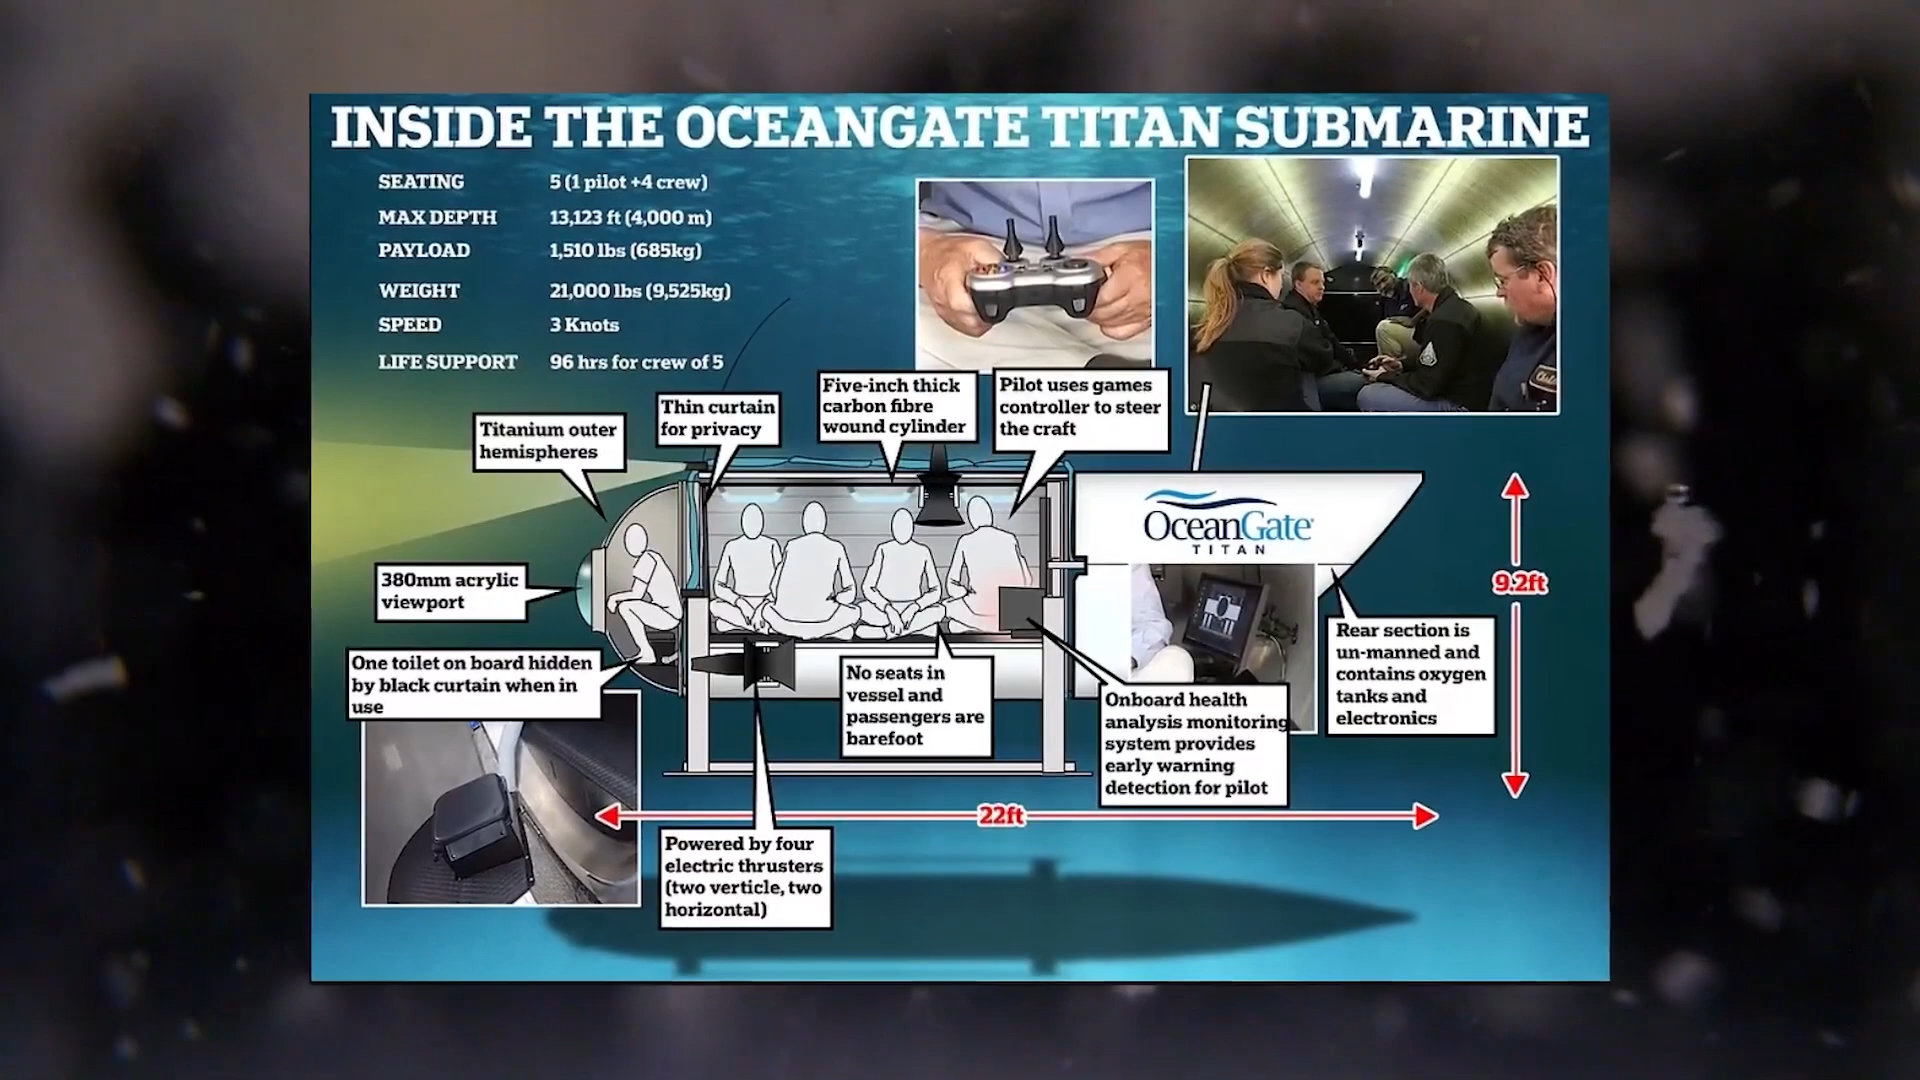 INSIDE THE OCEANGATE TITAN SUBMARINE
SEATING 5 (1 pilot +4 crew)
MAX DEPTH 13,123 ft (4,000 m)
PAYLOAD 1,510 lbs (685kg)
WEIGHT 21,000 lbs (9,525kg)
SPEED 3 Knots
LIFE SUPPORT 96 hrs for crew of 5
Titanium outer
hemispheres
Thin curtain
for privacy
Five-inch thick
carbon fibre
wound cylinder
Pilot uses games
controller to steer
the craft
OceanGate
TITAN
380mm acrylic
viewport
9.2ft
One toilet on board hidden
by black curtain when in
use
No seats in
vessel and
passengers are
barefoot
Onboard health
analysis monitoring
system provides
early warning
detection for pilot
Rear section is
un-manned and
contains oxygen
tanks and
electronics
22ft
Powered by four
electric thrusters
(two verticle, two
horizontal)